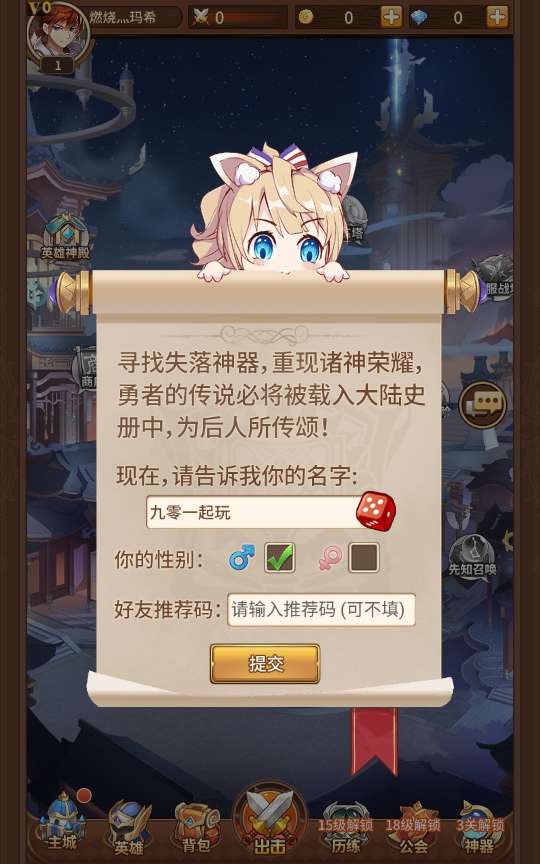 V0
燃烧灬玛希
0
0
0
1
英雄神殿
塔
服战场
商店
寻找失落神器，重现诸神荣耀，
勇者的传说必将被载入大陆史
册中，为后人所传颂！
现在，请告诉我你的名字：
九零一起玩
你的性别：
先知召唤
好友推荐码：
请输入推荐码(可不填)
提交
15级解锁
18级解锁
3关解锁
主城
英雄
背包
出击
历练
公会
神器